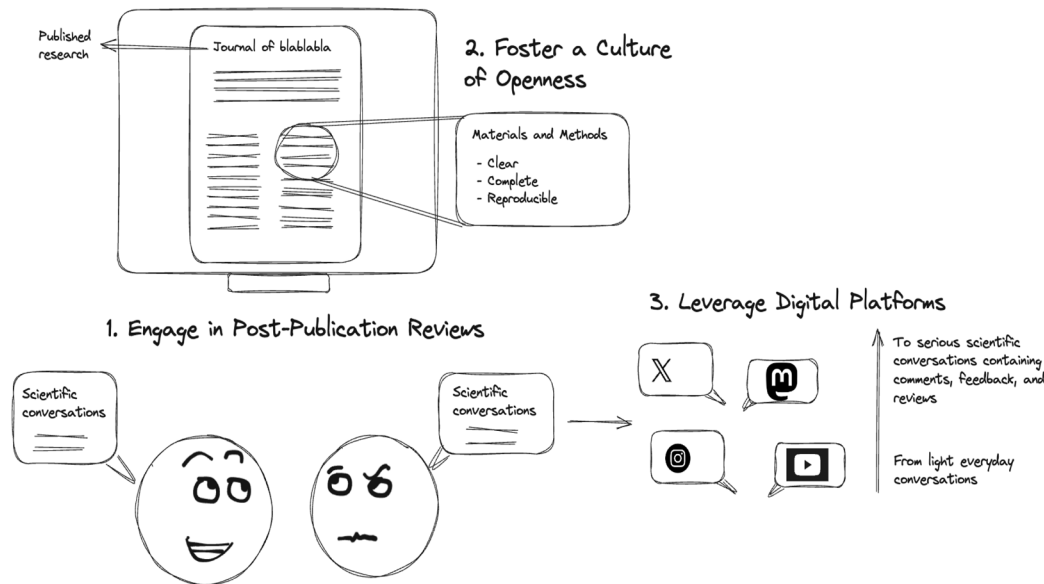 Published
research
Journal of blablabla
2. Foster a Culture
of Openness
Materials and Methods
- Clear
- Complete
- Reproducible
1. Engage in Post-Publication Reviews
3. Leverage Digital Platforms
Scientific
conversations
Scientific
conversations
To serious scientific
conversations containing
comments, feedback, and
reviews
From light everyday
conversations